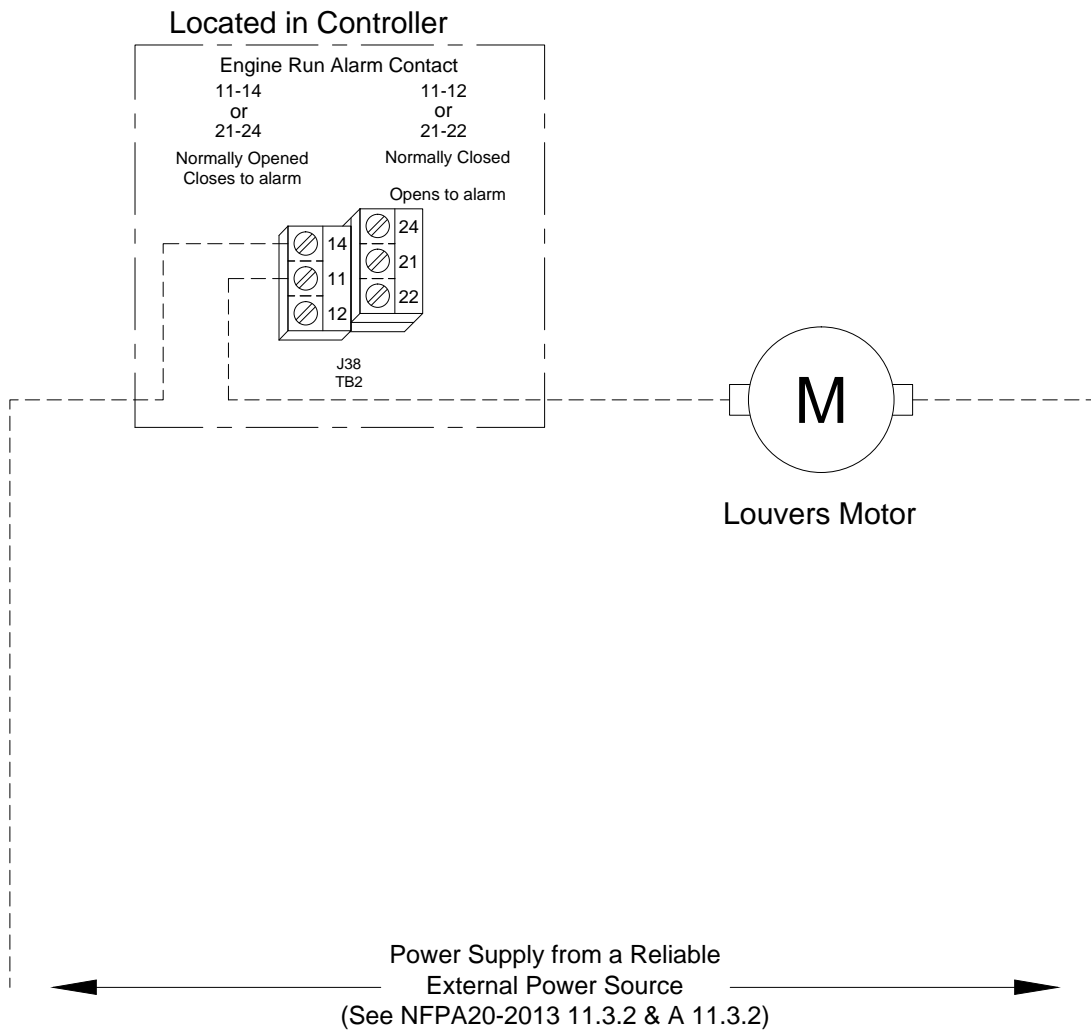 Located in Controller
Engine Run Alarm Contact
11-14
or
21-24
Normally Opened
Closes to alarm
11-12
or
21-22
Normally Closed
Opens to alarm
14
11
12
24
21
22
J38
TB2
M
Louvers Motor
Power Supply from a Reliable
External Power Source
(See NFPA20-2013 11.3.2 & A 11.3.2)